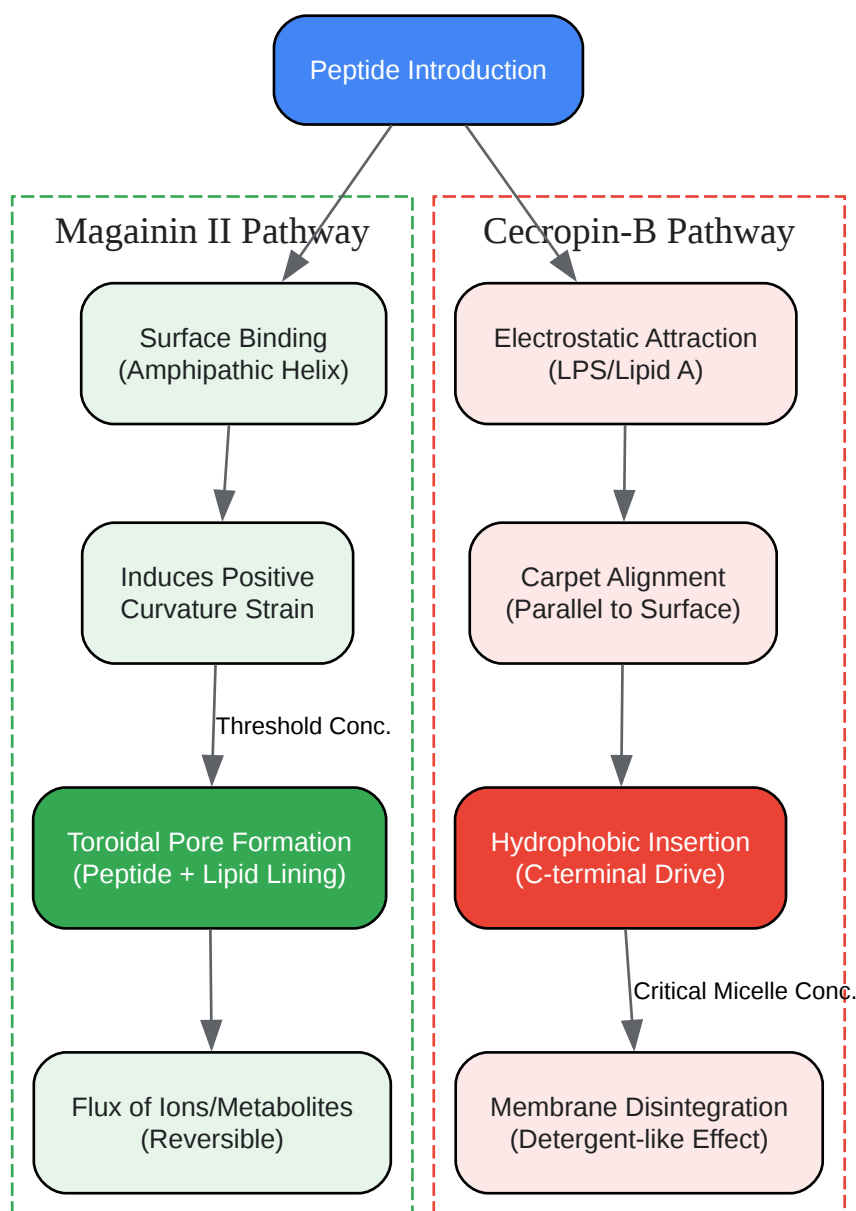 Peptide Introduction
Magainin II Pathway
Surface Binding
(Amphipathic Helix)
Induces Positive
Curvature Strain
Threshold Conc.
Toroidal Pore Formation
(Peptide + Lipid Lining)
Flux of Ions/Metabolites
(Reversible)
Cecropin-B Pathway
Electrostatic Attraction
(LPS/Lipid A)
Carpet Alignment
(Parallel to Surface)
Hydrophobic Insertion
(C-terminal Drive)
Critical Micelle Conc.
Membrane Disintegration
(Detergent-like Effect)